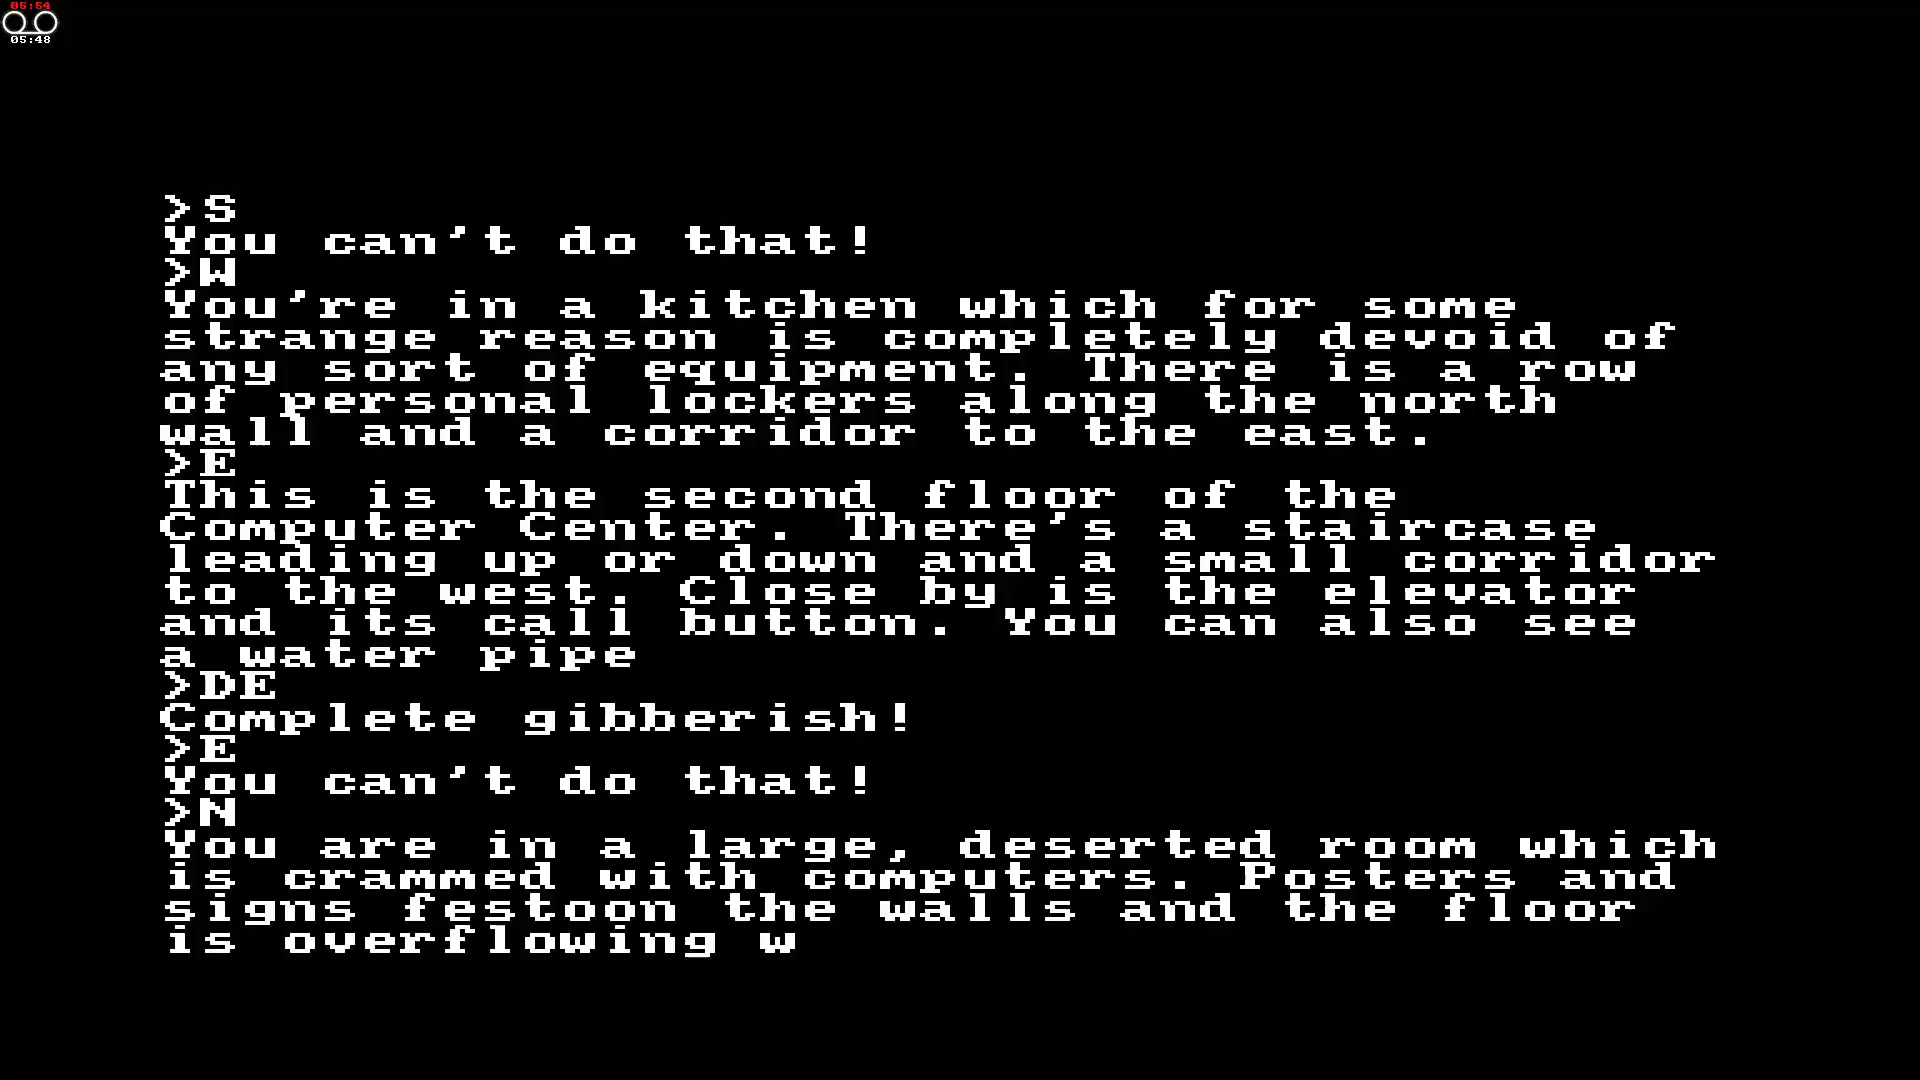 05:54
05:48
>S
You can't do that!
>W
You're in a kitchen which for some
strange reason is completely devoid of
any sort of equipment. There is a row
of personal lockers along the north
wall and a corridor to the east.
>E
This is the second floor of the
Computer Center. There's a staircase
leading up or down and a small corridor
to the west. Close by is the elevator
and its call button. You can also see
a water pipe
>DE
Complete gibberish!
>E
You can't do that!
>N
You are in a large, deserted room which
is crammed with computers. Posters and
signs festoon the walls and the floor
is overflowing w